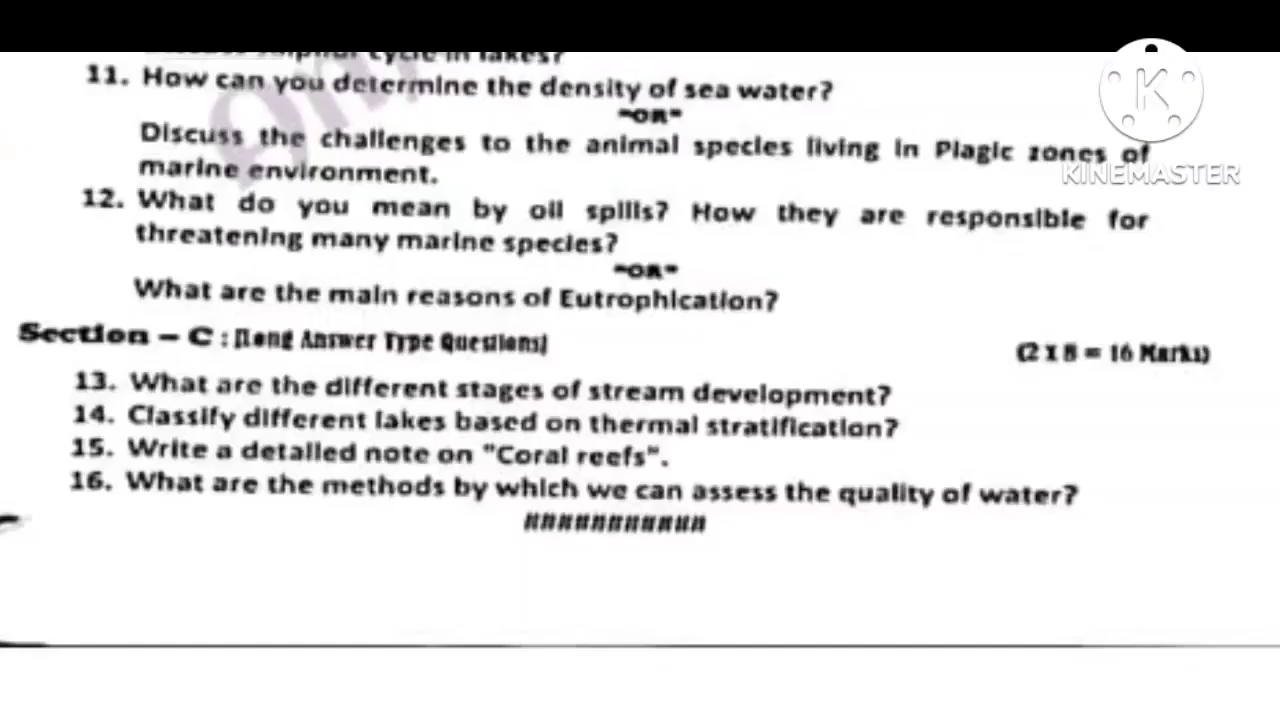 sulphur cycle in lakes?
11. How can you determine the density of sea water?
"OR"
Discuss the challenges to the animal species living in Plagic zones of
marine environment.
12. What do you mean by oil spills? How they are responsible for
threatening many marine species?
"OR"
What are the main reasons of Eutrophication?
Section – C : [Long Answer Type Questions] (2 X 8 = 16 Marks)
13. What are the different stages of stream development?
14. Classify different lakes based on thermal stratification?
15. Write a detailed note on "Coral reefs".
16. What are the methods by which we can assess the quality of water?
###########
K
KINEMASTER